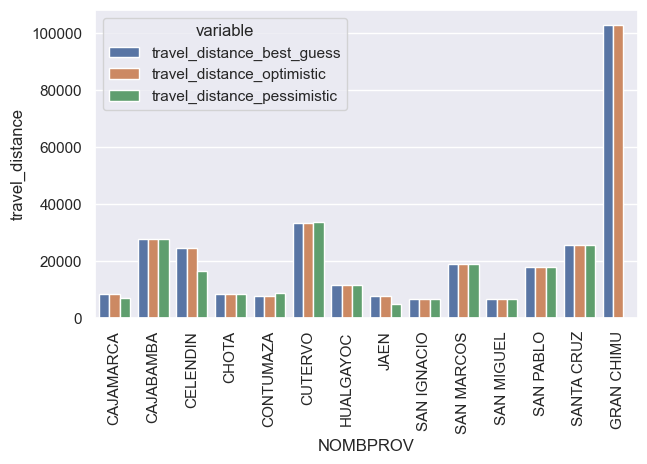 variable
travel_distance_best_guess
travel_distance_optimistic
travel_distance_pessimistic
travel_distance
100000
80000
60000
40000
20000
0
CAJAMARCA
CAJABAMBA
CELENDIN
CHOTA
CONTUMAZA
CUTERVO
HUALGAYOC
JAEN
SAN IGNACIO
SAN MARCOS
SAN MIGUEL
SAN PABLO
SANTA CRUZ
GRAN CHIMU
NOMBPROV